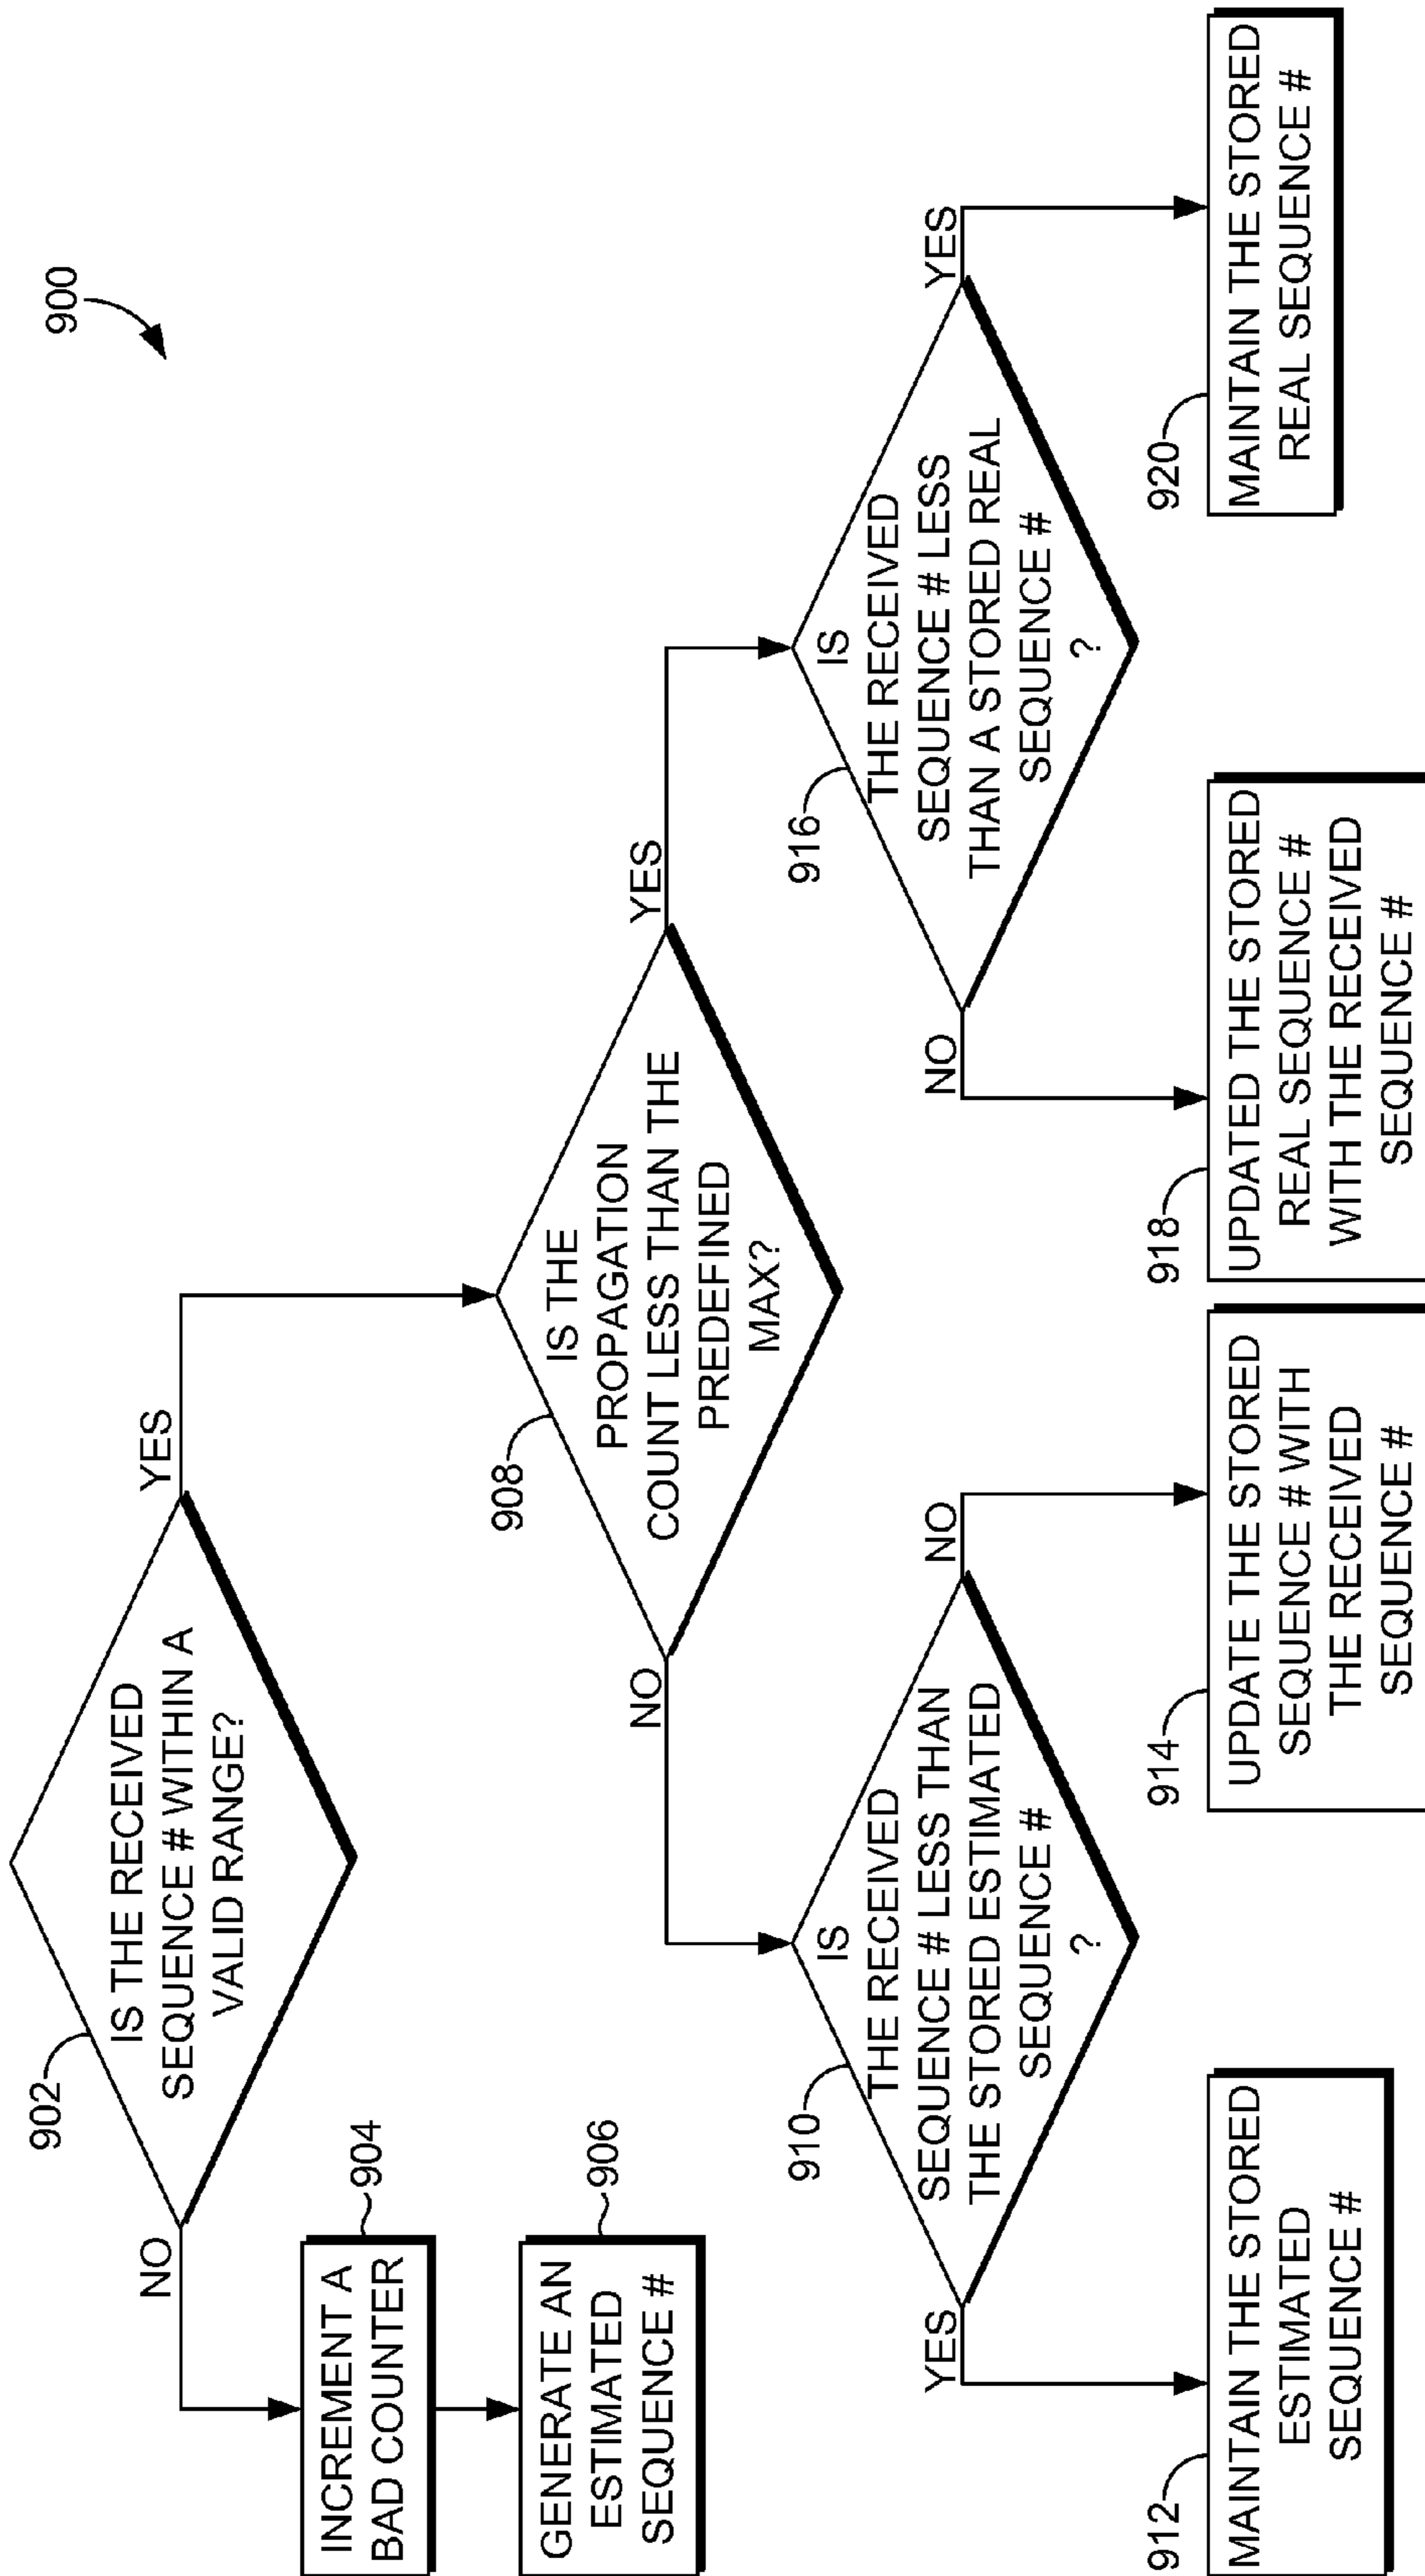 900
902
IS THE RECEIVED
SEQUENCE # WITHIN A
VALID RANGE?
NO
YES
904
INCREMENT A
BAD COUNTER
906
GENERATE AN
ESTIMATED
SEQUENCE #
908
IS THE
PROPAGATION
COUNT LESS THAN THE
PREDEFINED
MAX?
NO
YES
910
IS
THE RECEIVED
SEQUENCE # LESS THAN
THE STORED ESTIMATED
SEQUENCE #
?
YES
NO
916
IS
THE RECEIVED
SEQUENCE # LESS
THAN A STORED REAL
SEQUENCE #
?
NO
YES
912
MAINTAIN THE STORED
ESTIMATED
SEQUENCE #
914
UPDATE THE STORED
SEQUENCE # WITH
THE RECEIVED
SEQUENCE #
918
UPDATED THE STORED
REAL SEQUENCE #
WITH THE RECEIVED
SEQUENCE #
920
MAINTAIN THE STORED
REAL SEQUENCE #